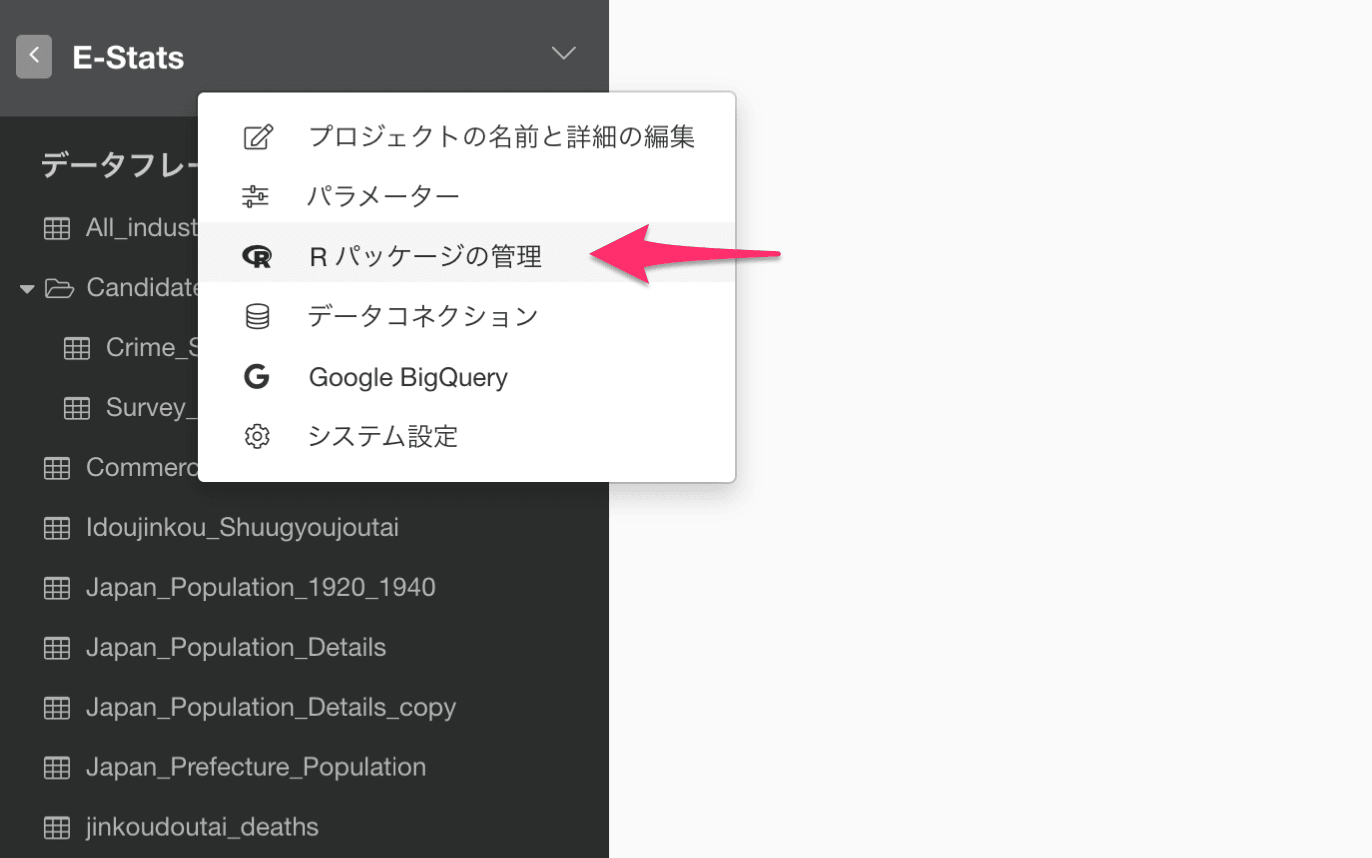 E-Stats
プロジェクトの名前と詳細の編集
パラメーター
R パッケージの管理
データコネクション
Google BigQuery
システム設定
データフレー
All_indust
Candidate
Crime_S
Survey_
Commerc
Idoujinkou_Shuugyoujoutai
Japan_Population_1920_1940
Japan_Population_Details
Japan_Population_Details_copy
Japan_Prefecture_Population
jinkoudoutai_deaths